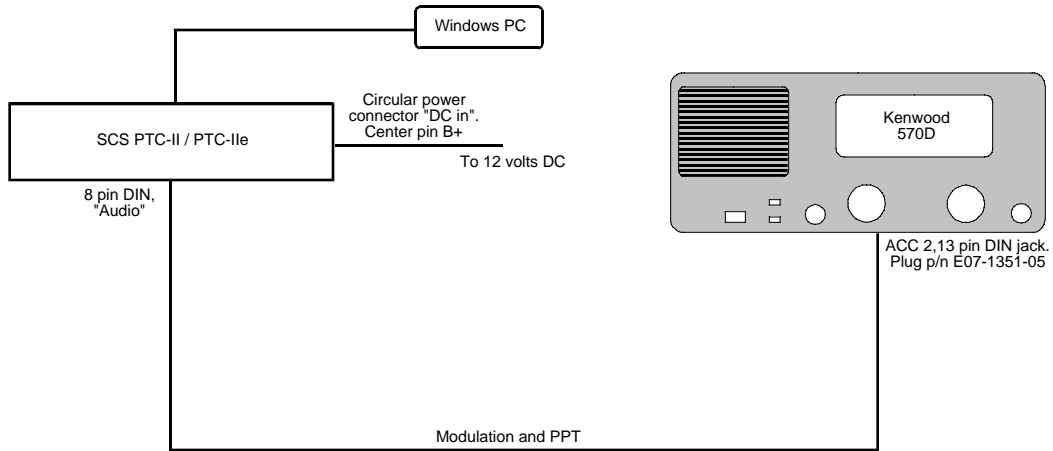 Windows PC
Circular power
connector "DC in".
Center pin B+
SCS PTC-II / PTC-IIe
To 12 volts DC
8 pin DIN,
"Audio"
Kenwood
570D
ACC 2,13 pin DIN jack.
Plug p/n E07-1351-05
Modulation and PPT